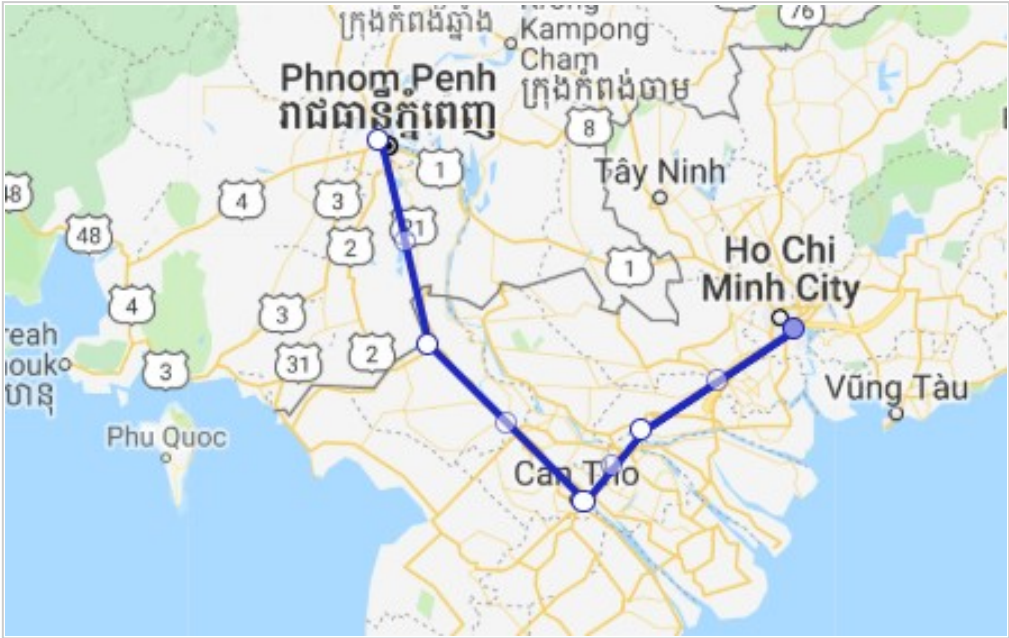 ក្រុងកំពង់ឆ្នាំង
Kampong
Cham
ក្រុងកំពង់ចាម
76
Phnom Penh
រាជធានីភ្នំពេញ
8
1
Tây Ninh
48
4
3
21
48
2
1
Ho Chi
Minh City
4
3
reah
2
31
3
Vũng Tàu
Phu Quoc
Can Tho